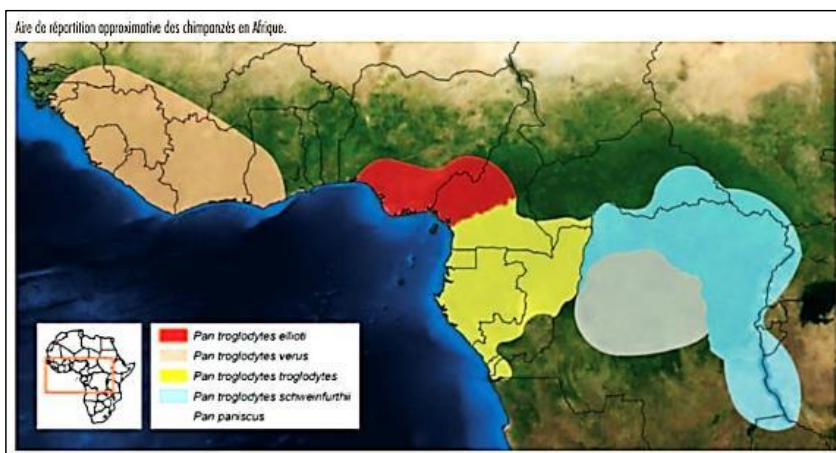 Aire de répartition approximative des chimpanzés en Afrique.
Pan troglodytes ellioti
Pan troglodytes verus
Pan troglodytes troglodytes
Pan troglodytes schweinfurthii
Pan paniscus